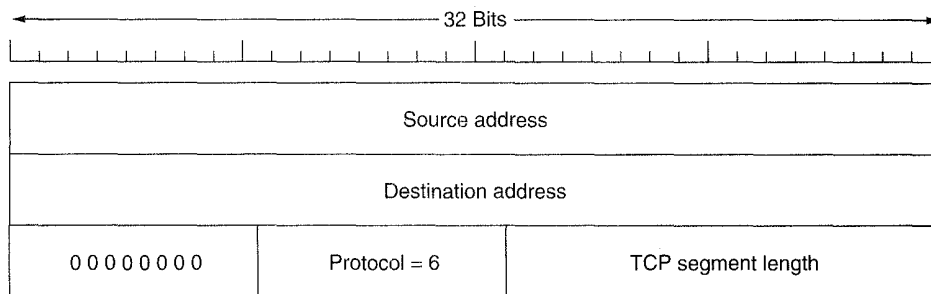 32 Bits
Source address
Destination address
0 0 0 0 0 0 0 0
Protocol = 6
TCP segment length